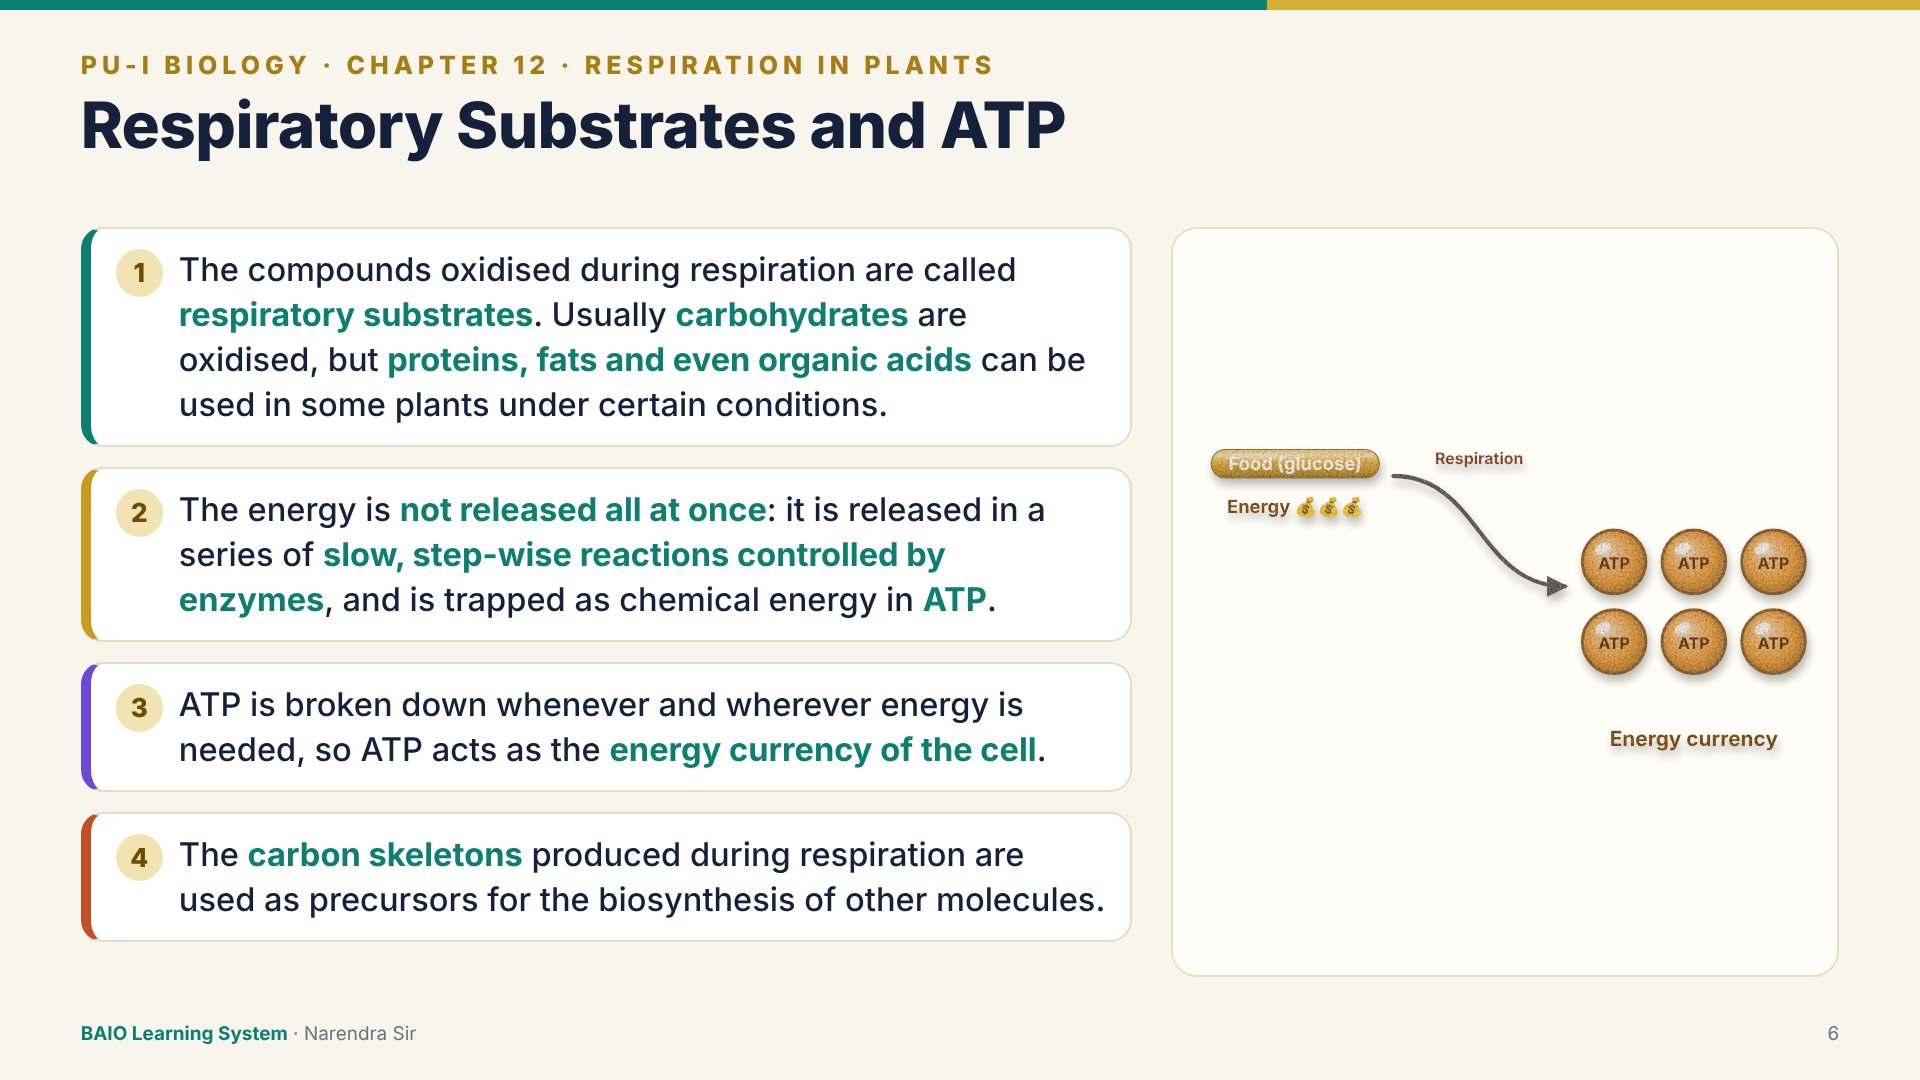 PU-I BIOLOGY · CHAPTER 12 · RESPIRATION IN PLANTS
Respiratory Substrates and ATP
1
The compounds oxidised during respiration are called
respiratory substrates. Usually carbohydrates are
oxidised, but proteins, fats and even organic acids can be
used in some plants under certain conditions.
2
The energy is not released all at once: it is released in a
series of slow, step-wise reactions controlled by
enzymes, and is trapped as chemical energy in ATP.
3
ATP is broken down whenever and wherever energy is
needed, so ATP acts as the energy currency of the cell.
4
The carbon skeletons produced during respiration are
used as precursors for the biosynthesis of other molecules.
Food (glucose)
Energy 💰💰💰
Respiration
ATP ATP ATP
ATP ATP ATP
Energy currency
BAIO Learning System · Narendra Sir
6